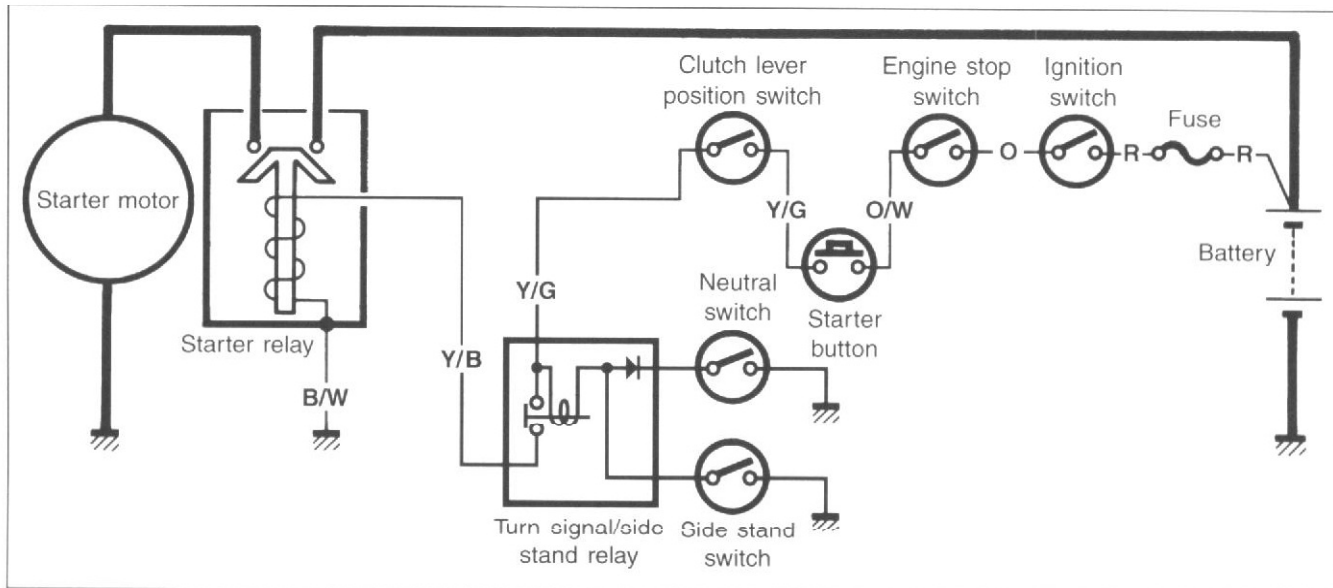 Clutch lever
position switch
Engine stop
switch
Ignition
switch
Fuse
O
R
R
Starter motor
Y/G
O/W
Battery
Neutral
switch
Starter
button
Y/G
Starter relay
Y/B
B/W
Turn signal/side
stand relay
Side stand
switch